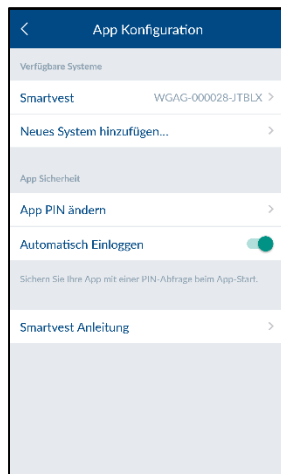 App Konfiguration
Verfügbare Systeme
Smartvest WGAG-000028-JTBLX
Neues System hinzufügen...
App Sicherheit
App PIN ändern
Automatisch Einloggen
Sichern Sie Ihre App mit einer PIN-Abfrage beim App-Start.
Smartvest Anleitung